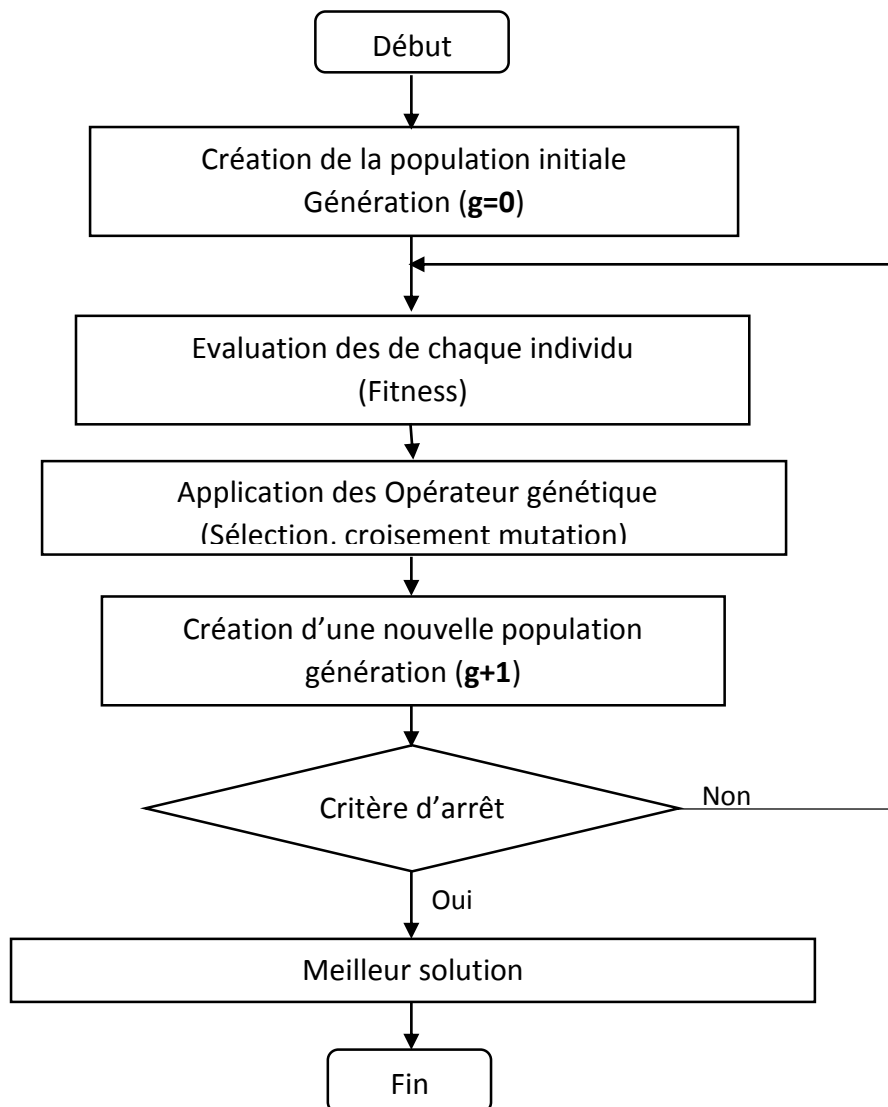 Début
Création de la population initiale
Génération (g=0)
Evaluation des de chaque individu
(Fitness)
Application des Opérateur génétique
(Sélection, croisement mutation)
Création d’une nouvelle population
génération (g+1)
Critère d’arrêt
Non
Oui
Meilleur solution
Fin